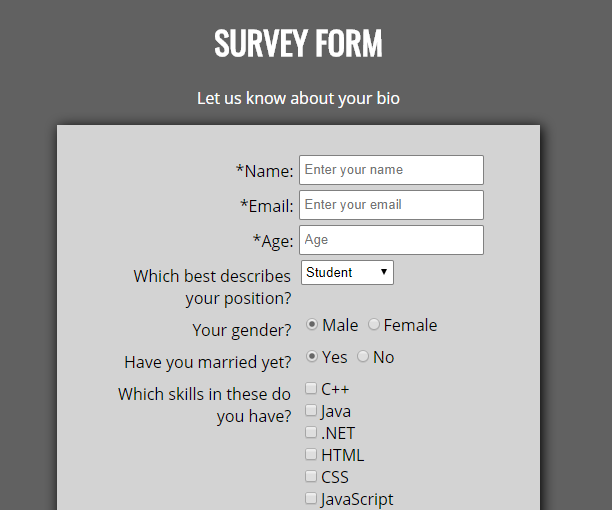 SURVEY FORM
Let us know about your bio
*Name: Enter your name
*Email: Enter your email
*Age: Age
Which best describes your position? Student
Your gender? Male Female
Have you married yet? Yes No
Which skills in these do you have?
C++
Java
.NET
HTML
CSS
JavaScript